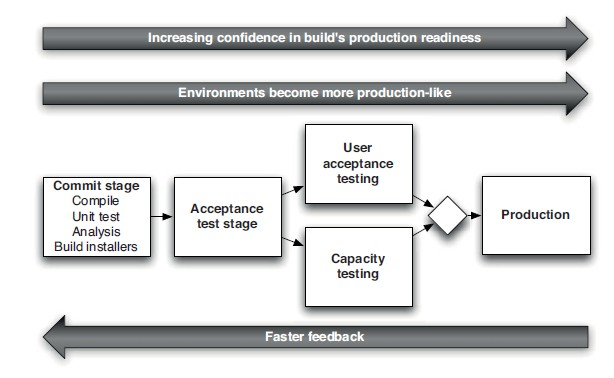 Increasing confidence in build's production readiness
Environments become more production-like
Commit stage
Compile
Unit test
Analysis
Build installers
Acceptance
test stage
User
acceptance
testing
Capacity
testing
Production
Faster feedback